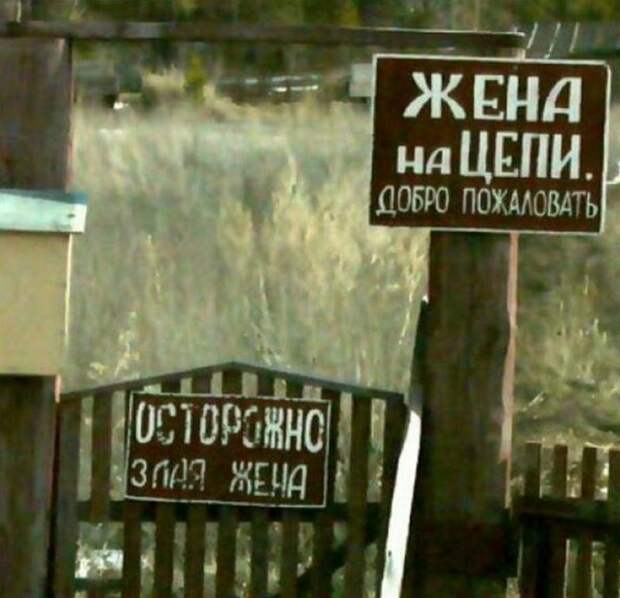 ЖЕНА
на ЦЕПИ.
ДОБРО ПОЖАЛОВАТЬ
ОСТОРОЖНО
ЗЛАЯ ЖЕНА